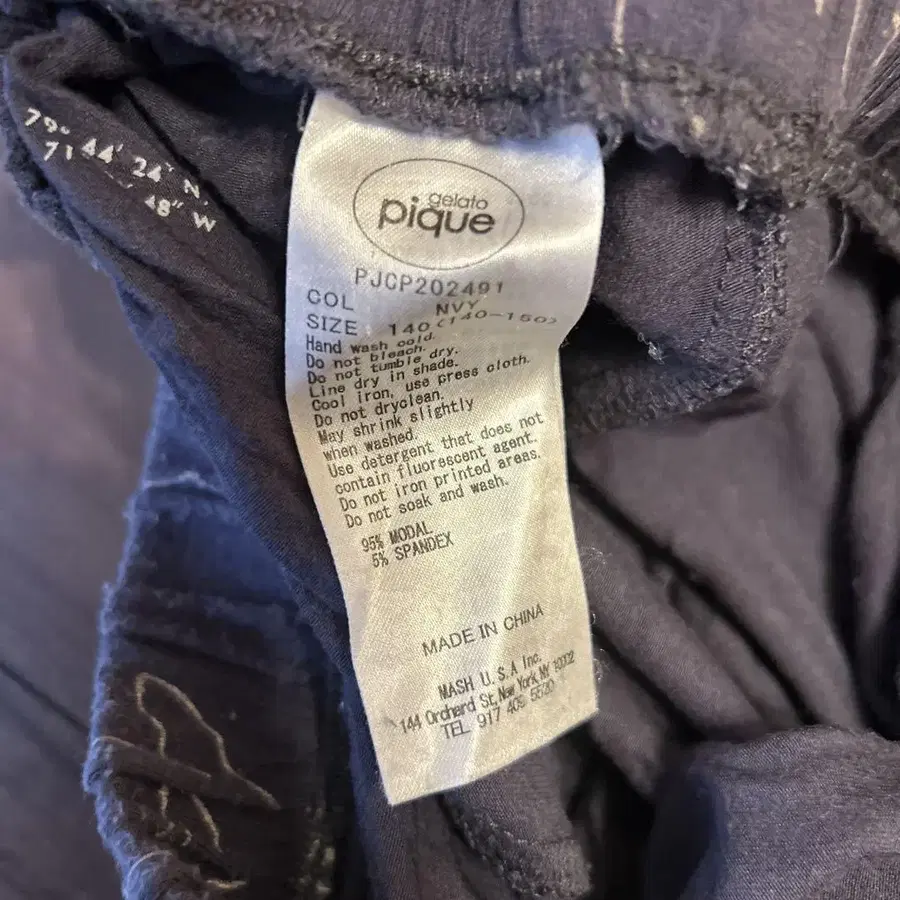 79° 44' 24" N,
71 48" W
gelato
pique
PJCP202491
COL NVY
SIZE 140 (140-150)
Hand wash cold.
Do not bleach.
Do not tumble dry.
Line dry in shade.
Cool iron, use press cloth.
Do not dryclean.
May shrink slightly
when washed.
Use detergent that does not
contain fluorescent agent.
Do not iron printed areas.
Do not soak and wash.
95% MODAL
5% SPANDEX
MADE IN CHINA
MASH U.S.A Inc.
144 Orchard St, New York, NY 10002
TEL 917 409 5520